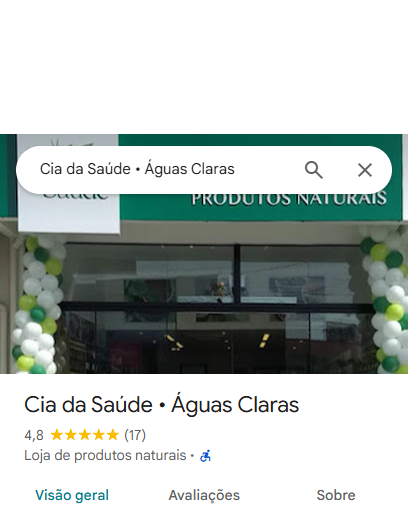 Cia da Saúde • Águas Claras
Saúde
PRODUTOS NATURAIS
Cia da Saúde • Águas Claras
4,8 (17)
Loja de produtos naturais •
Visão geral Avaliações Sobre